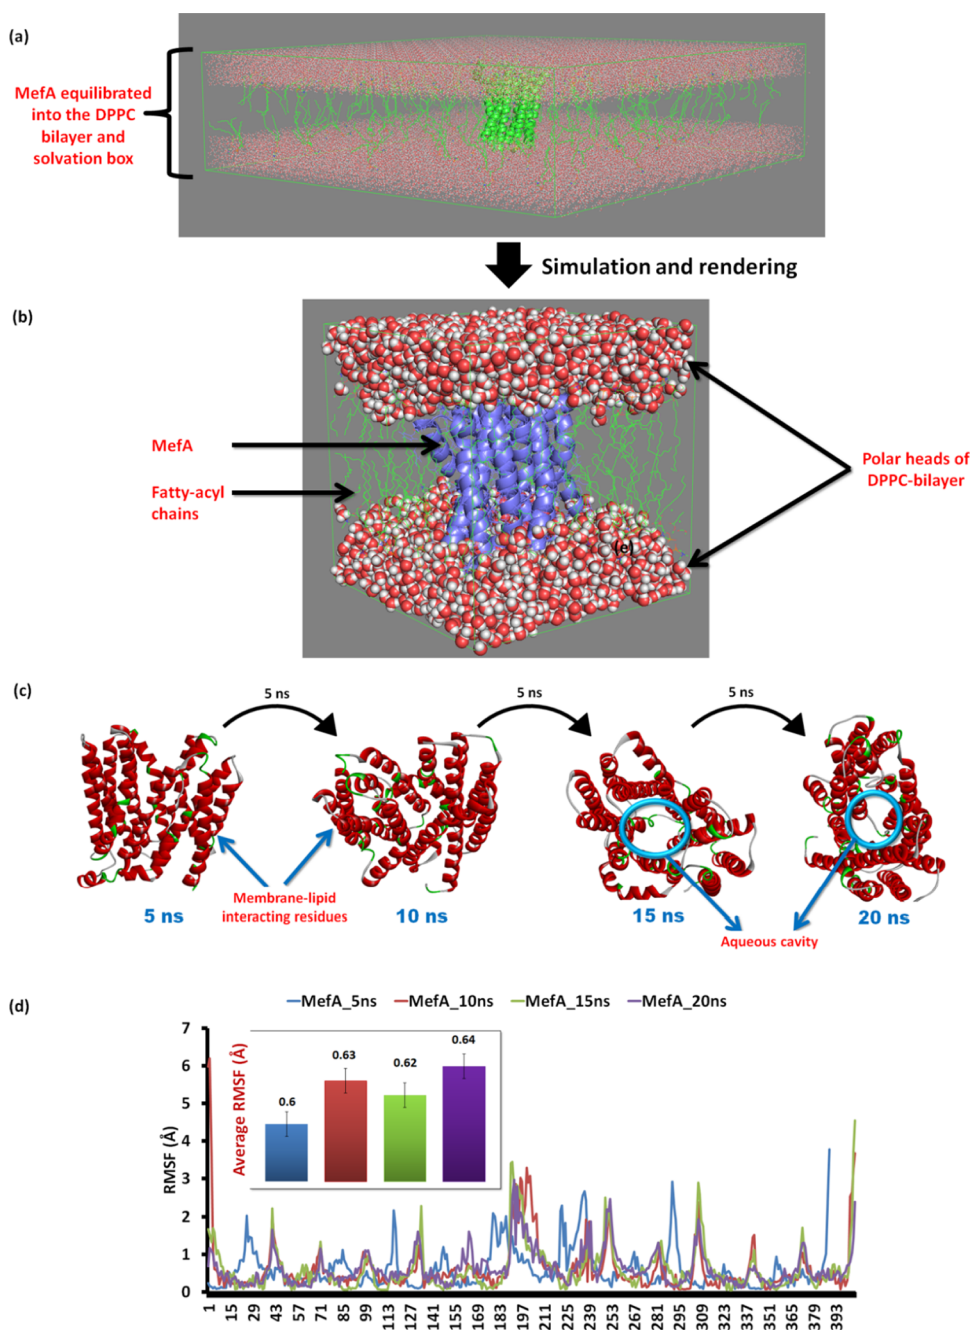 (a)
MefA equilibrated
into the DPPC
bilayer and
solvation box
Simulation and rendering
(b)
MefA
Fatty-acyl
chains
Polar heads of
DPPC-bilayer
(e)
(c)
5 ns
5 ns
5 ns
Membrane-lipid
interacting residues
5 ns
10 ns
15 ns
20 ns
Aqueous cavity
(d)
MefA_5ns MefA_10ns MefA_15ns MefA_20ns
RMSF (Å)
7
6
5
4
3
2
1
0
Average RMSF (Å)
0.6
0.63
0.62
0.64
1 15 29 43 57 71 85 99 113 127 141 155 169 183 197 211 225 239 253 267 281 295 309 323 337 351 365 379 393